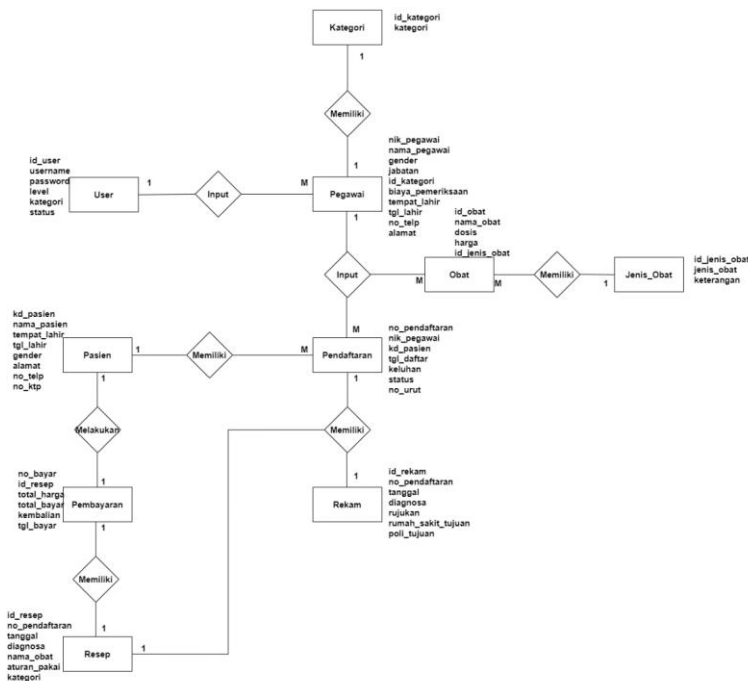 Kategori
id_kategori
kategori
1
Memiliki
1
id_user
username
password
level
kategori
status
User
1
Input
M
Pegawai
nik_pegawai
nama_pegawai
gender
jabatan
id_kategori
biaya_pemeriksaan
tempat_lahir
tgl_lahir
no_telp
alamat
1
Input
M
id_obat
nama_obat
dosis
harga
id_jenis_obat
Obat
M
Memiliki
1
Jenis_Obat
id_jenis_obat
jenis_obat
keterangan
M
kd_pasien
nama_pasien
tempat_lahir
tgl_lahir
gender
alamat
no_telp
no_ktp
Pasien
1
Memiliki
M
Pendaftaran
no_pendaftaran
nik_pegawai
kd_pasien
tgl_daftar
keluhan
status
no_urut
1
1
Melakukan
Memiliki
1
1
no_bayar
id_resep
total_harga
total_bayar
kembalian
tgl_bayar
Pembayaran
Rekam
id_rekam
no_pendaftaran
tanggal
diagnosa
rujukan
rumah_sakit_tujuan
poli_tujuan
1
Memiliki
1
id_resep
no_pendaftaran
tanggal
diagnosa
nama_obat
aturan_pakai
kategori
Resep
1